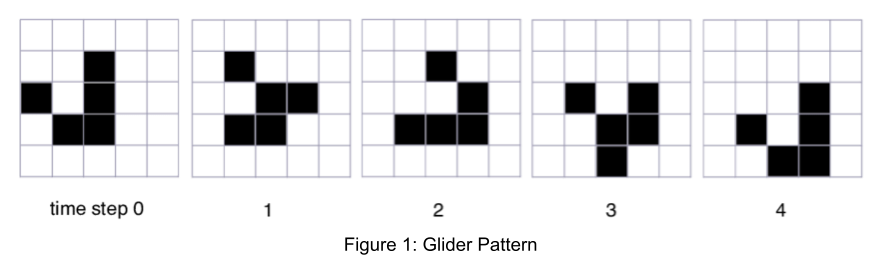 time step 0 1 2 3 4
Figure 1: Glider Pattern